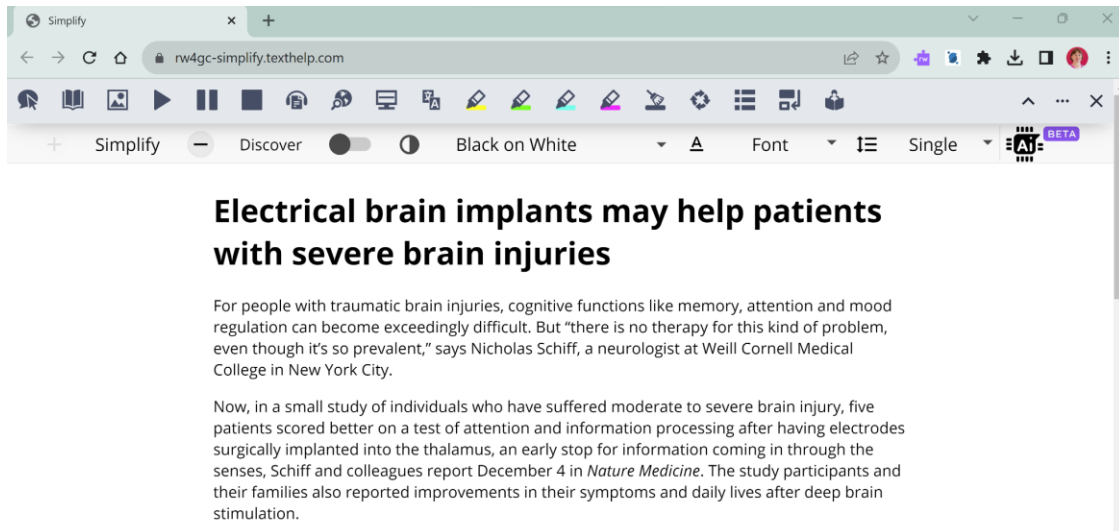 Simplify
rw4gc-simplify.texthelp.com
Simplify
Discover
Black on White
A
Font
Single
Ai
BETA
Electrical brain implants may help patients
with severe brain injuries
For people with traumatic brain injuries, cognitive functions like memory, attention and mood
regulation can become exceedingly difficult. But “there is no therapy for this kind of problem,
even though it’s so prevalent,” says Nicholas Schiff, a neurologist at Weill Cornell Medical
College in New York City.
Now, in a small study of individuals who have suffered moderate to severe brain injury, five
patients scored better on a test of attention and information processing after having electrodes
surgically implanted into the thalamus, an early stop for information coming in through the
senses, Schiff and colleagues report December 4 in Nature Medicine. The study participants and
their families also reported improvements in their symptoms and daily lives after deep brain
stimulation.